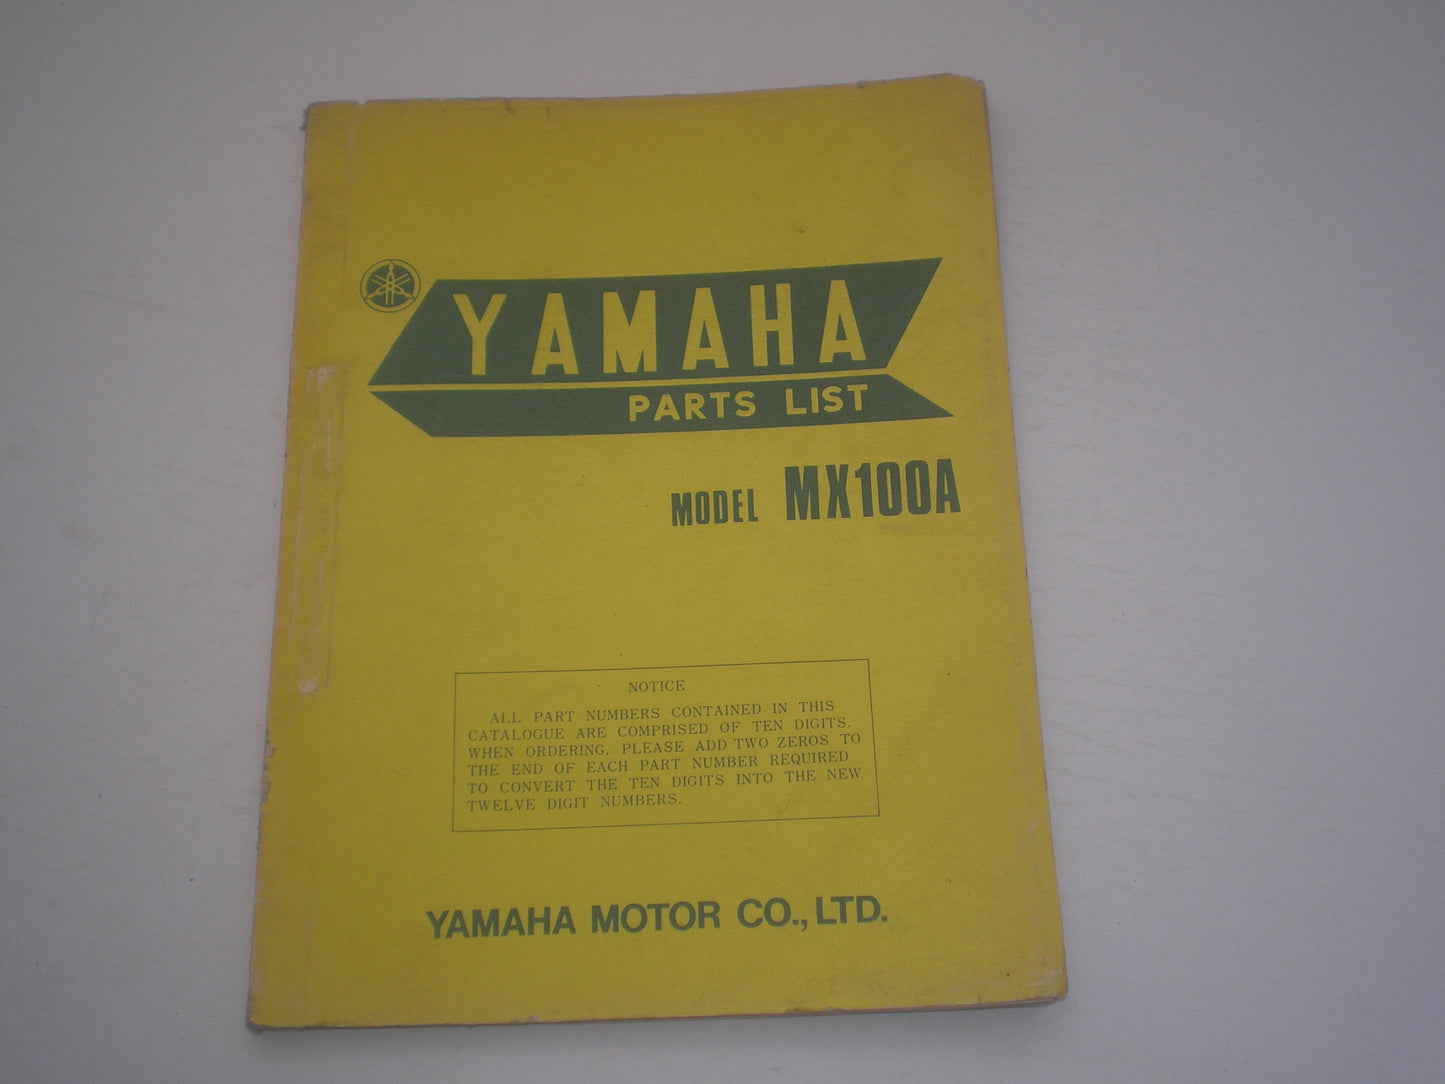 YAMAHA
PARTS LIST
MODEL MX100A
NOTICE
ALL PART NUMBERS CONTAINED IN THIS
CATALOGUE ARE COMPRISED OF TEN DIGITS.
WHEN ORDERING, PLEASE ADD TWO ZEROS TO
THE END OF EACH PART NUMBER REQUIRED
TO CONVERT THE TEN DIGITS INTO THE NEW
TWELVE DIGIT NUMBERS.
YAMAHA MOTOR CO., LTD.